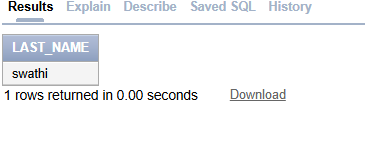 Results Explain Describe Saved SQL History
LAST_NAME
swathi
1 rows returned in 0.00 seconds Download